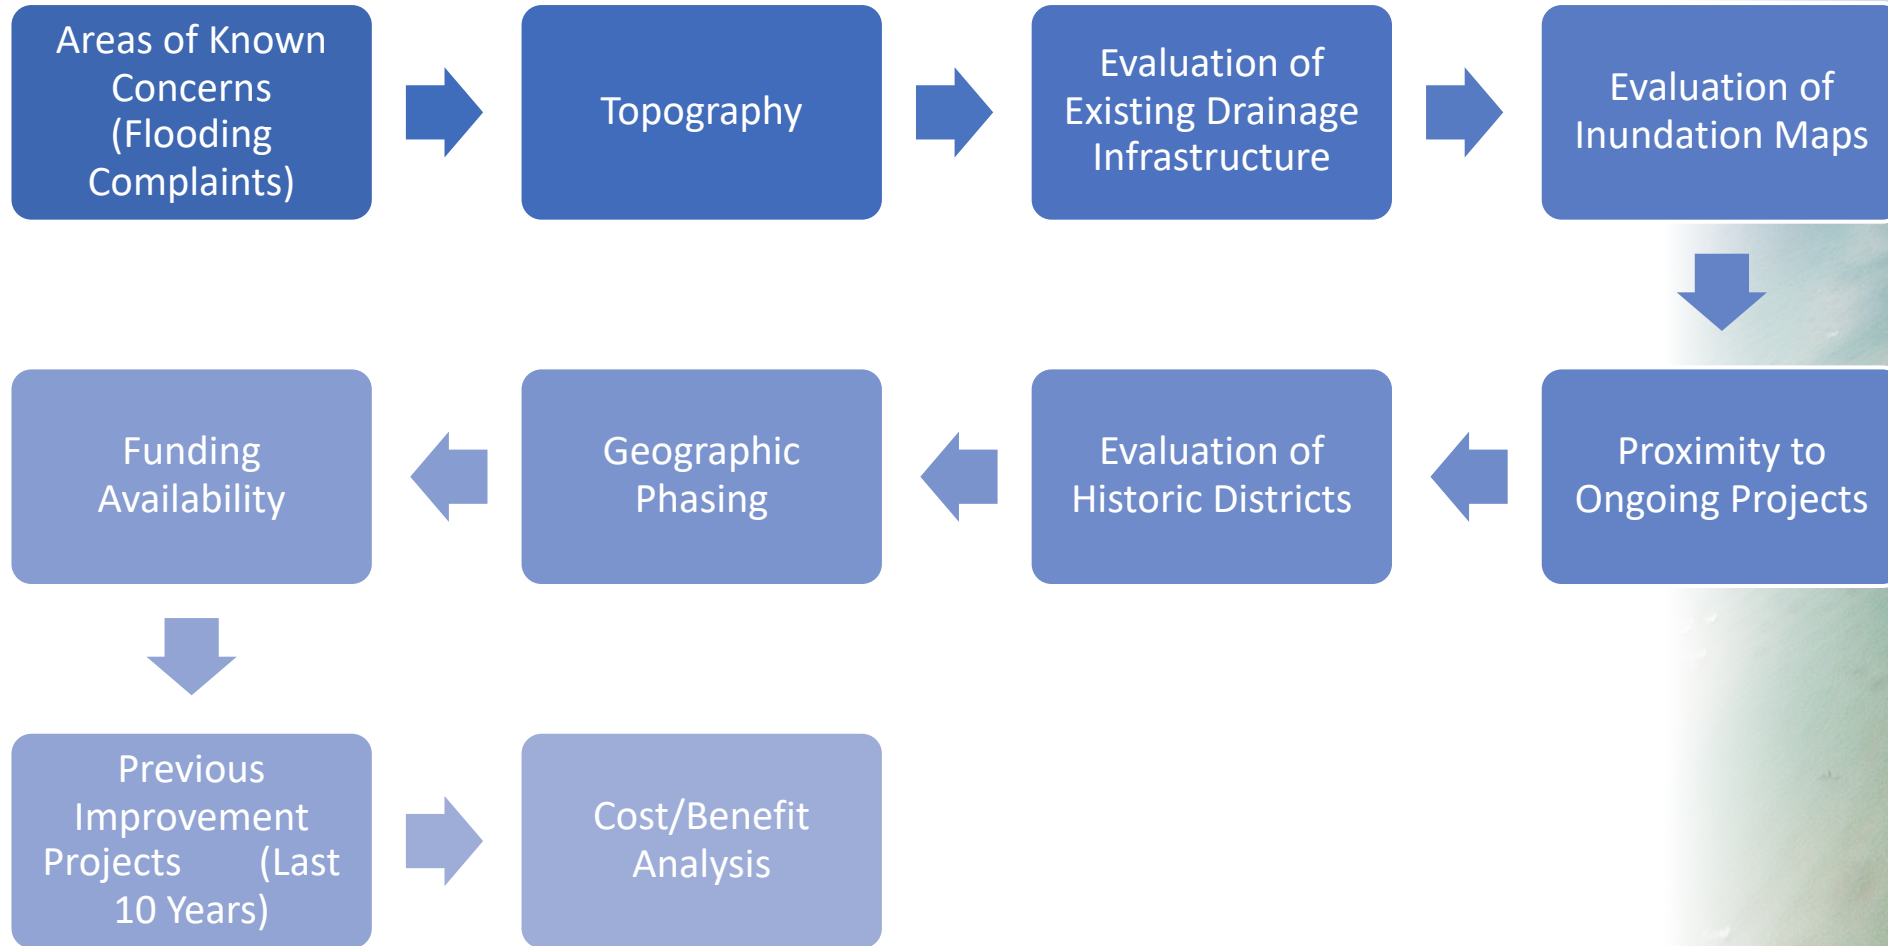 Areas of Known
Concerns
(Flooding
Complaints)
Topography
Evaluation of
Existing Drainage
Infrastructure
Evaluation of
Inundation Maps
Proximity to
Ongoing Projects
Evaluation of
Historic Districts
Geographic
Phasing
Funding
Availability
Previous
Improvement
Projects (Last
10 Years)
Cost/Benefit
Analysis